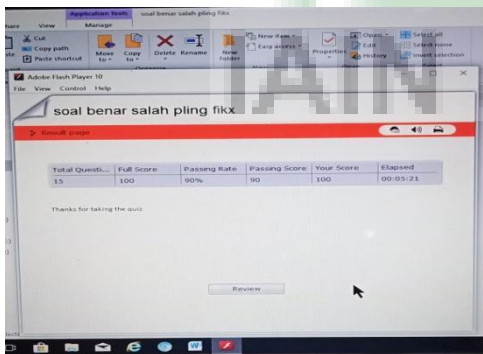 Application Tools soal benar salah pling fikx
Share View Manage
Cut
Copy path
Paste shortcut
Move to
Copy to
Delete
Rename
New folder
New item
Easy access
Properties
Open
Edit
History
Select all
Select none
Invert selection
Adobe Flash Player 10
File View Control Help
IAIN
soal benar salah pling fikx
Result page
Total Questi... Full Score Passing Rate Passing Score Your Score Elapsed
15 100 90% 90 100 00:05:21
Thanks for taking the quiz
Review